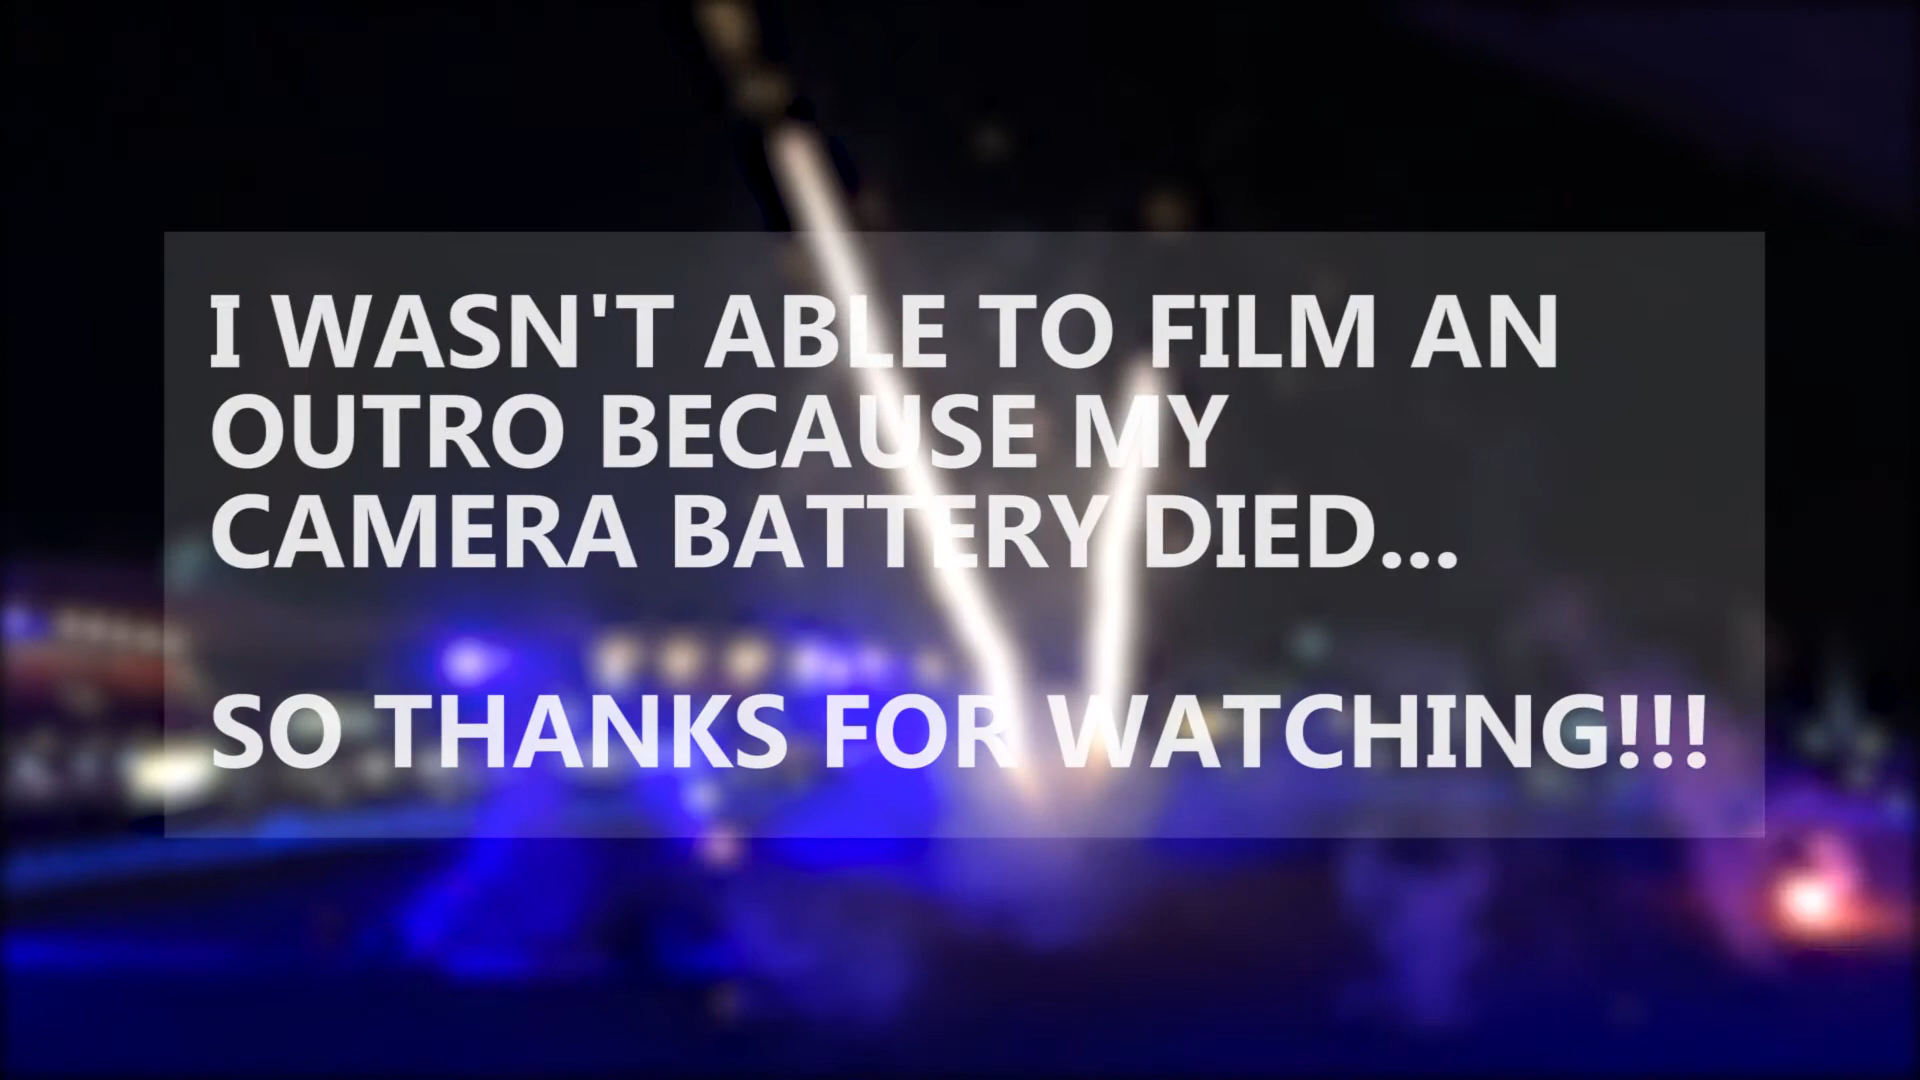 I WASN'T ABLE TO FILM AN
OUTRO BECAUSE MY
CAMERA BATTERY DIED...
SO THANKS FOR WATCHING!!!